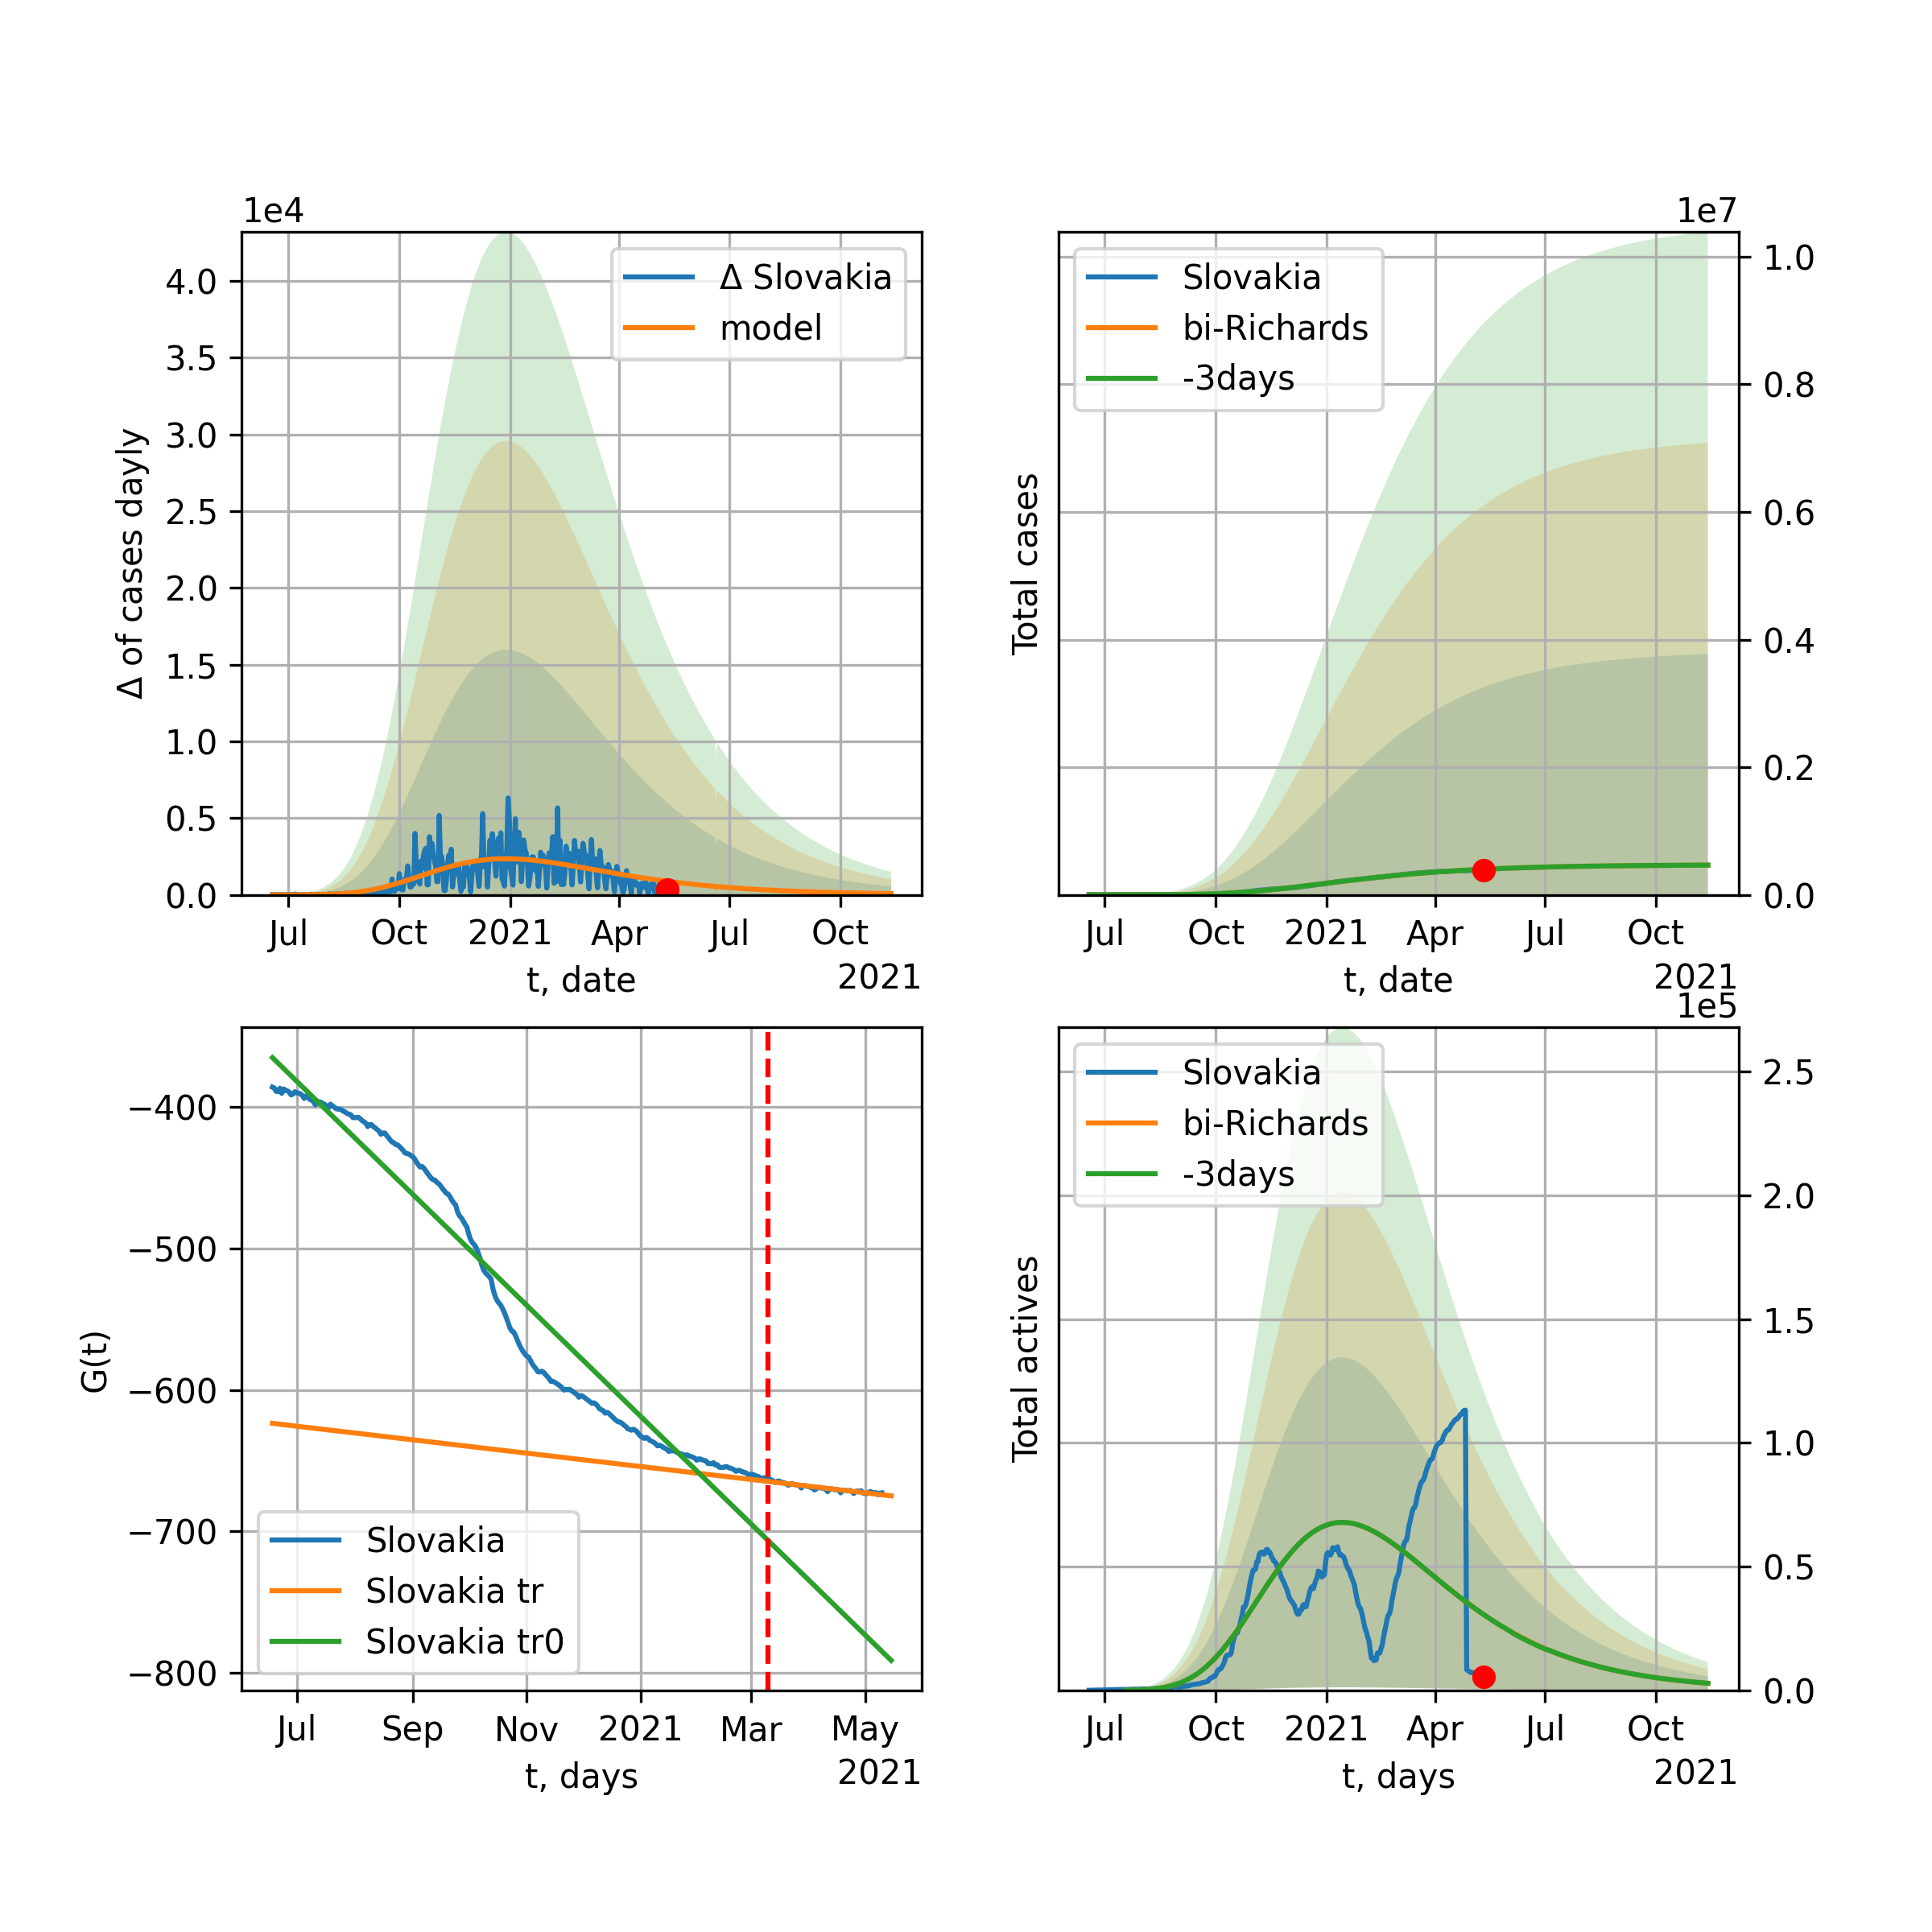 1e4
Δ of cases dayly
4.0
3.5
3.0
2.5
2.0
1.5
1.0
0.5
0.0
Δ Slovakia
model
Jul Oct 2021 Apr Jul Oct
t, date
2021
1e7
Total cases
Slovakia
bi-Richards
-3days
1.0
0.8
0.6
0.4
0.2
0.0
Jul Oct 2021 Apr Jul Oct
t, date
2021
G(t)
−400
−500
−600
−700
−800
Slovakia
Slovakia tr
Slovakia tr0
Jul Sep Nov 2021 Mar May
t, days
2021
1e5
Total actives
Slovakia
bi-Richards
-3days
2.5
2.0
1.5
1.0
0.5
0.0
Jul Oct 2021 Apr Jul Oct
t, days
2021